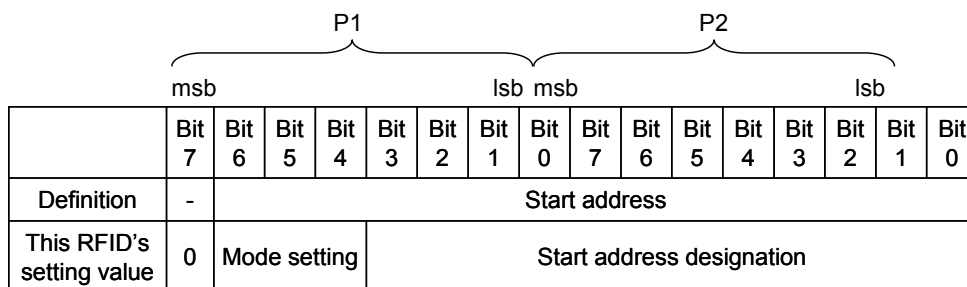 P1 P2
msb lsb msb lsb
Bit 7 Bit 6 Bit 5 Bit 4 Bit 3 Bit 2 Bit 1 Bit 0 Bit 7 Bit 6 Bit 5 Bit 4 Bit 3 Bit 2 Bit 1 Bit 0
Definition - Start address
This RFID's
setting value 0 Mode setting Start address designation